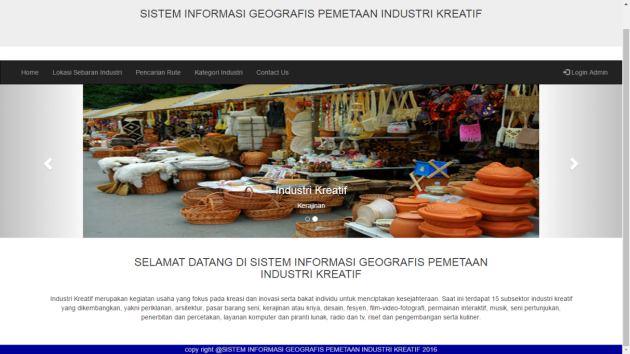 SISTEM INFORMASI GEOGRAFIS PEMETAAN INDUSTRI KREATIF
Home Lokasi Sebaran Industri Pencarian Rute Kategori Industri Contact Us Login Admin
Industri Kreatif
Kerajinan
SELAMAT DATANG DI SISTEM INFORMASI GEOGRAFIS PEMETAAN
INDUSTRI KREATIF
Industri Kreatif merupakan kegiatan usaha yang fokus pada kreasi dan inovasi serta bakat individu untuk menciptakan kesejahteraan. Saat ini terdapat 15 subsektor industri kreatif
yang dikembangkan, yakni periklanan, arsitektur, pasar barang seni, kerajinan atau kriya, desain, fesyen, film-video-fotografi, permainan interaktif, musik, seni pertunjukan,
penerbitan dan percetakan, layanan komputer dan piranti lunak, radio dan tv, riset dan pengembangan serta kuliner.
copy right @SISTEM INFORMASI GEOGRAFIS PEMETAAN INDUSTRI KREATIF 2016